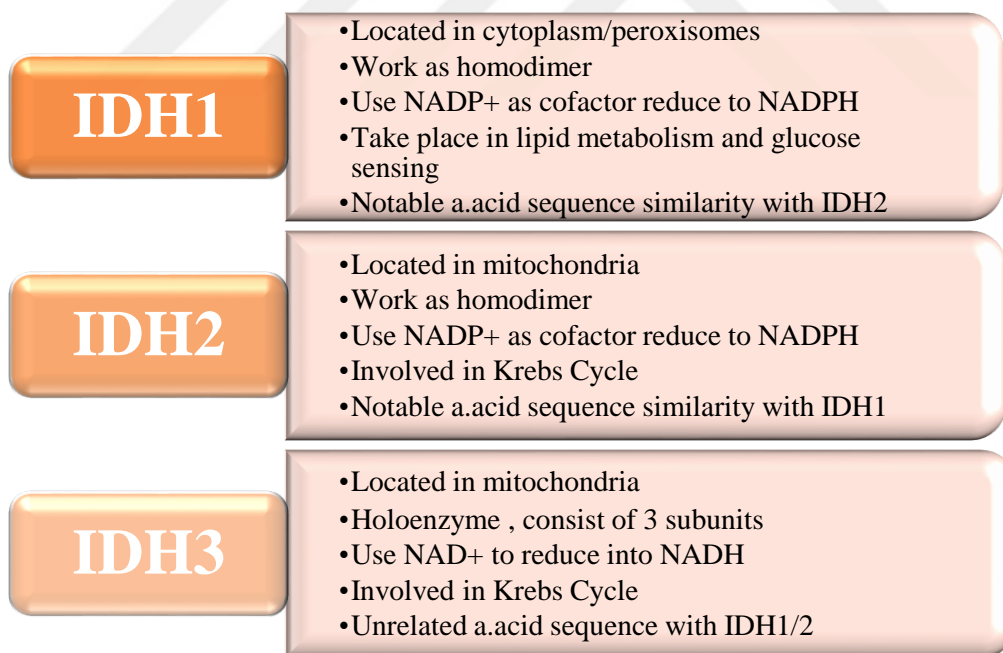 IDH1
•Located in cytoplasm/peroxisomes
•Work as homodimer
•Use NADP+ as cofactor reduce to NADPH
•Take place in lipid metabolism and glucose
sensing
•Notable a.acid sequence similarity with IDH2
IDH2
•Located in mitochondria
•Work as homodimer
•Use NADP+ as cofactor reduce to NADPH
•Involved in Krebs Cycle
•Notable a.acid sequence similarity with IDH1
IDH3
•Located in mitochondria
•Holoenzyme , consist of 3 subunits
•Use NAD+ to reduce into NADH
•Involved in Krebs Cycle
•Unrelated a.acid sequence with IDH1/2